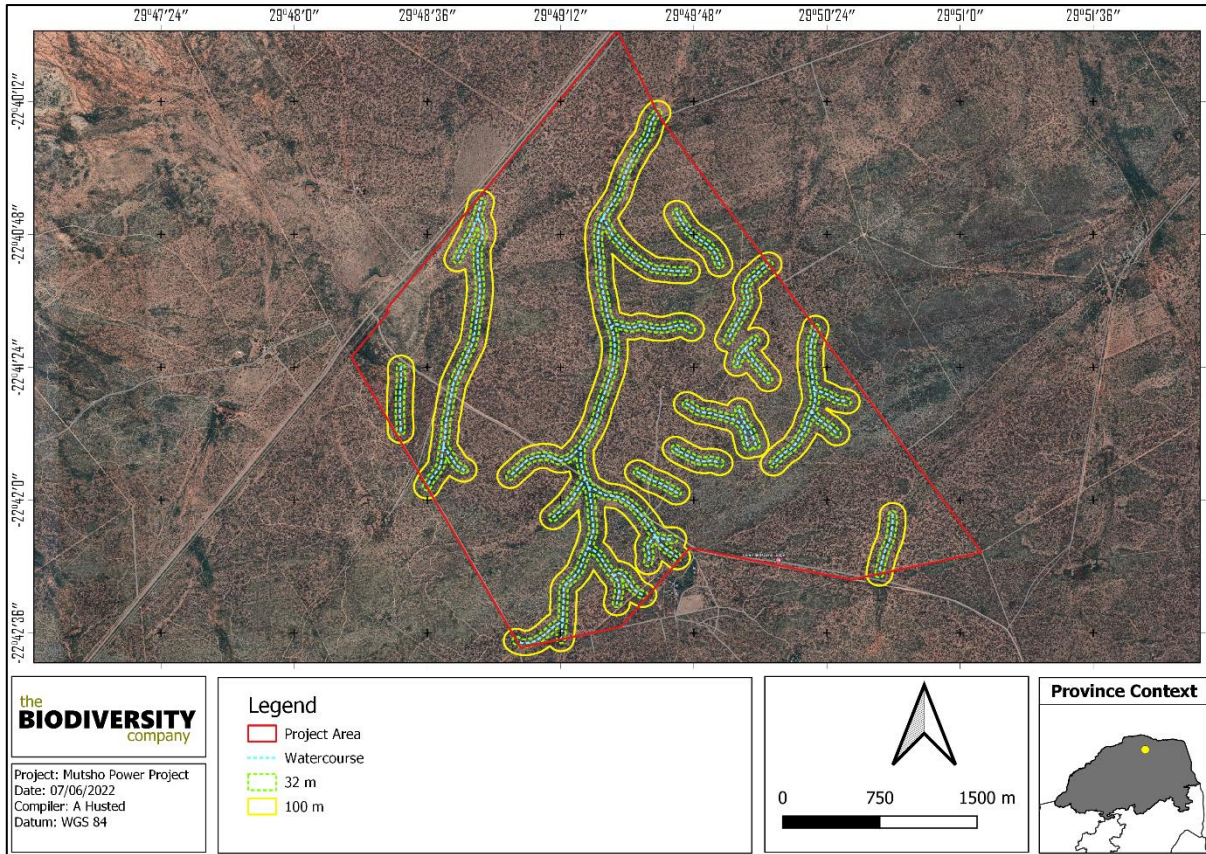 29°47'24" 29°48'0" 29°48'36" 29°49'12" 29°49'48" 29°50'24" 29°51'0" 29°51'36"
-22°40'12"
-22°40'48"
-22°41'24"
-22°42'0"
-22°42'36"
the
BIODIVERSITY
company
Project: Mutsho Power Project
Date: 07/06/2022
Compiler: A Husted
Datum: WGS 84
Legend
Project Area
Watercourse
32 m
100 m
0 750 1500 m
Province Context